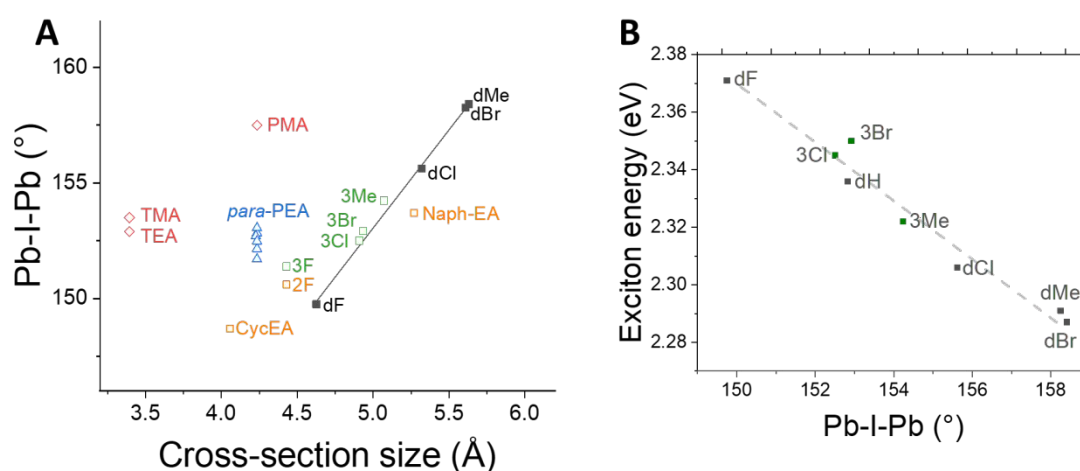 A
Pb-I-Pb (°)
160
155
150
3.5 4.0 4.5 5.0 5.5 6.0
Cross-section size (Å)
PMA
TMA
TEA
para-PEA
CycEA
3Me
3Br
3Cl
3F
2F
dF
dMe
dBr
dCl
Naph-EA
B
Exciton energy (eV)
2.38
2.36
2.34
2.32
2.30
2.28
150 152 154 156 158
Pb-I-Pb (°)
dF
3Br
3Cl
dH
3Me
dCl
dMe
dBr